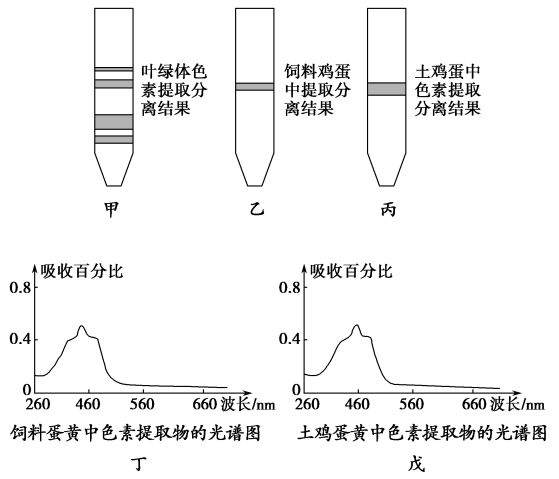 叶绿体色
素提取分
离结果
饲料鸡蛋
中提取分
离结果
土鸡蛋中
色素提取
分离结果
甲
乙
丙
吸收百分比
0.8
0.4
0
260
460
560
660
波长/nm
饲料蛋黄中色素提取物的光谱图
丁
吸收百分比
0.8
0.4
0
260
460
560
660
波长/nm
土鸡蛋黄中色素提取物的光谱图
戊